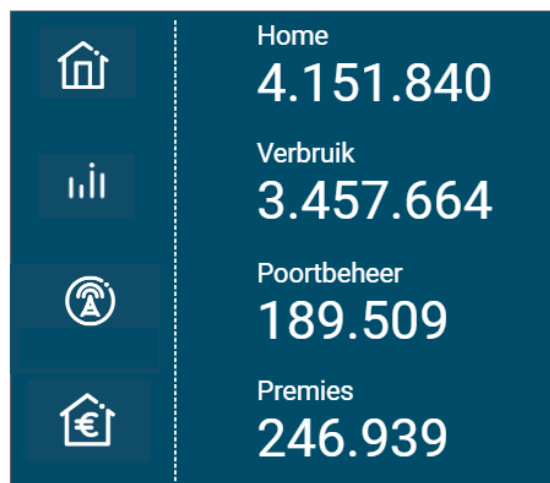 Home
4.151.840
Verbruik
3.457.664
Poortbeheer
189.509
Premies
246.939